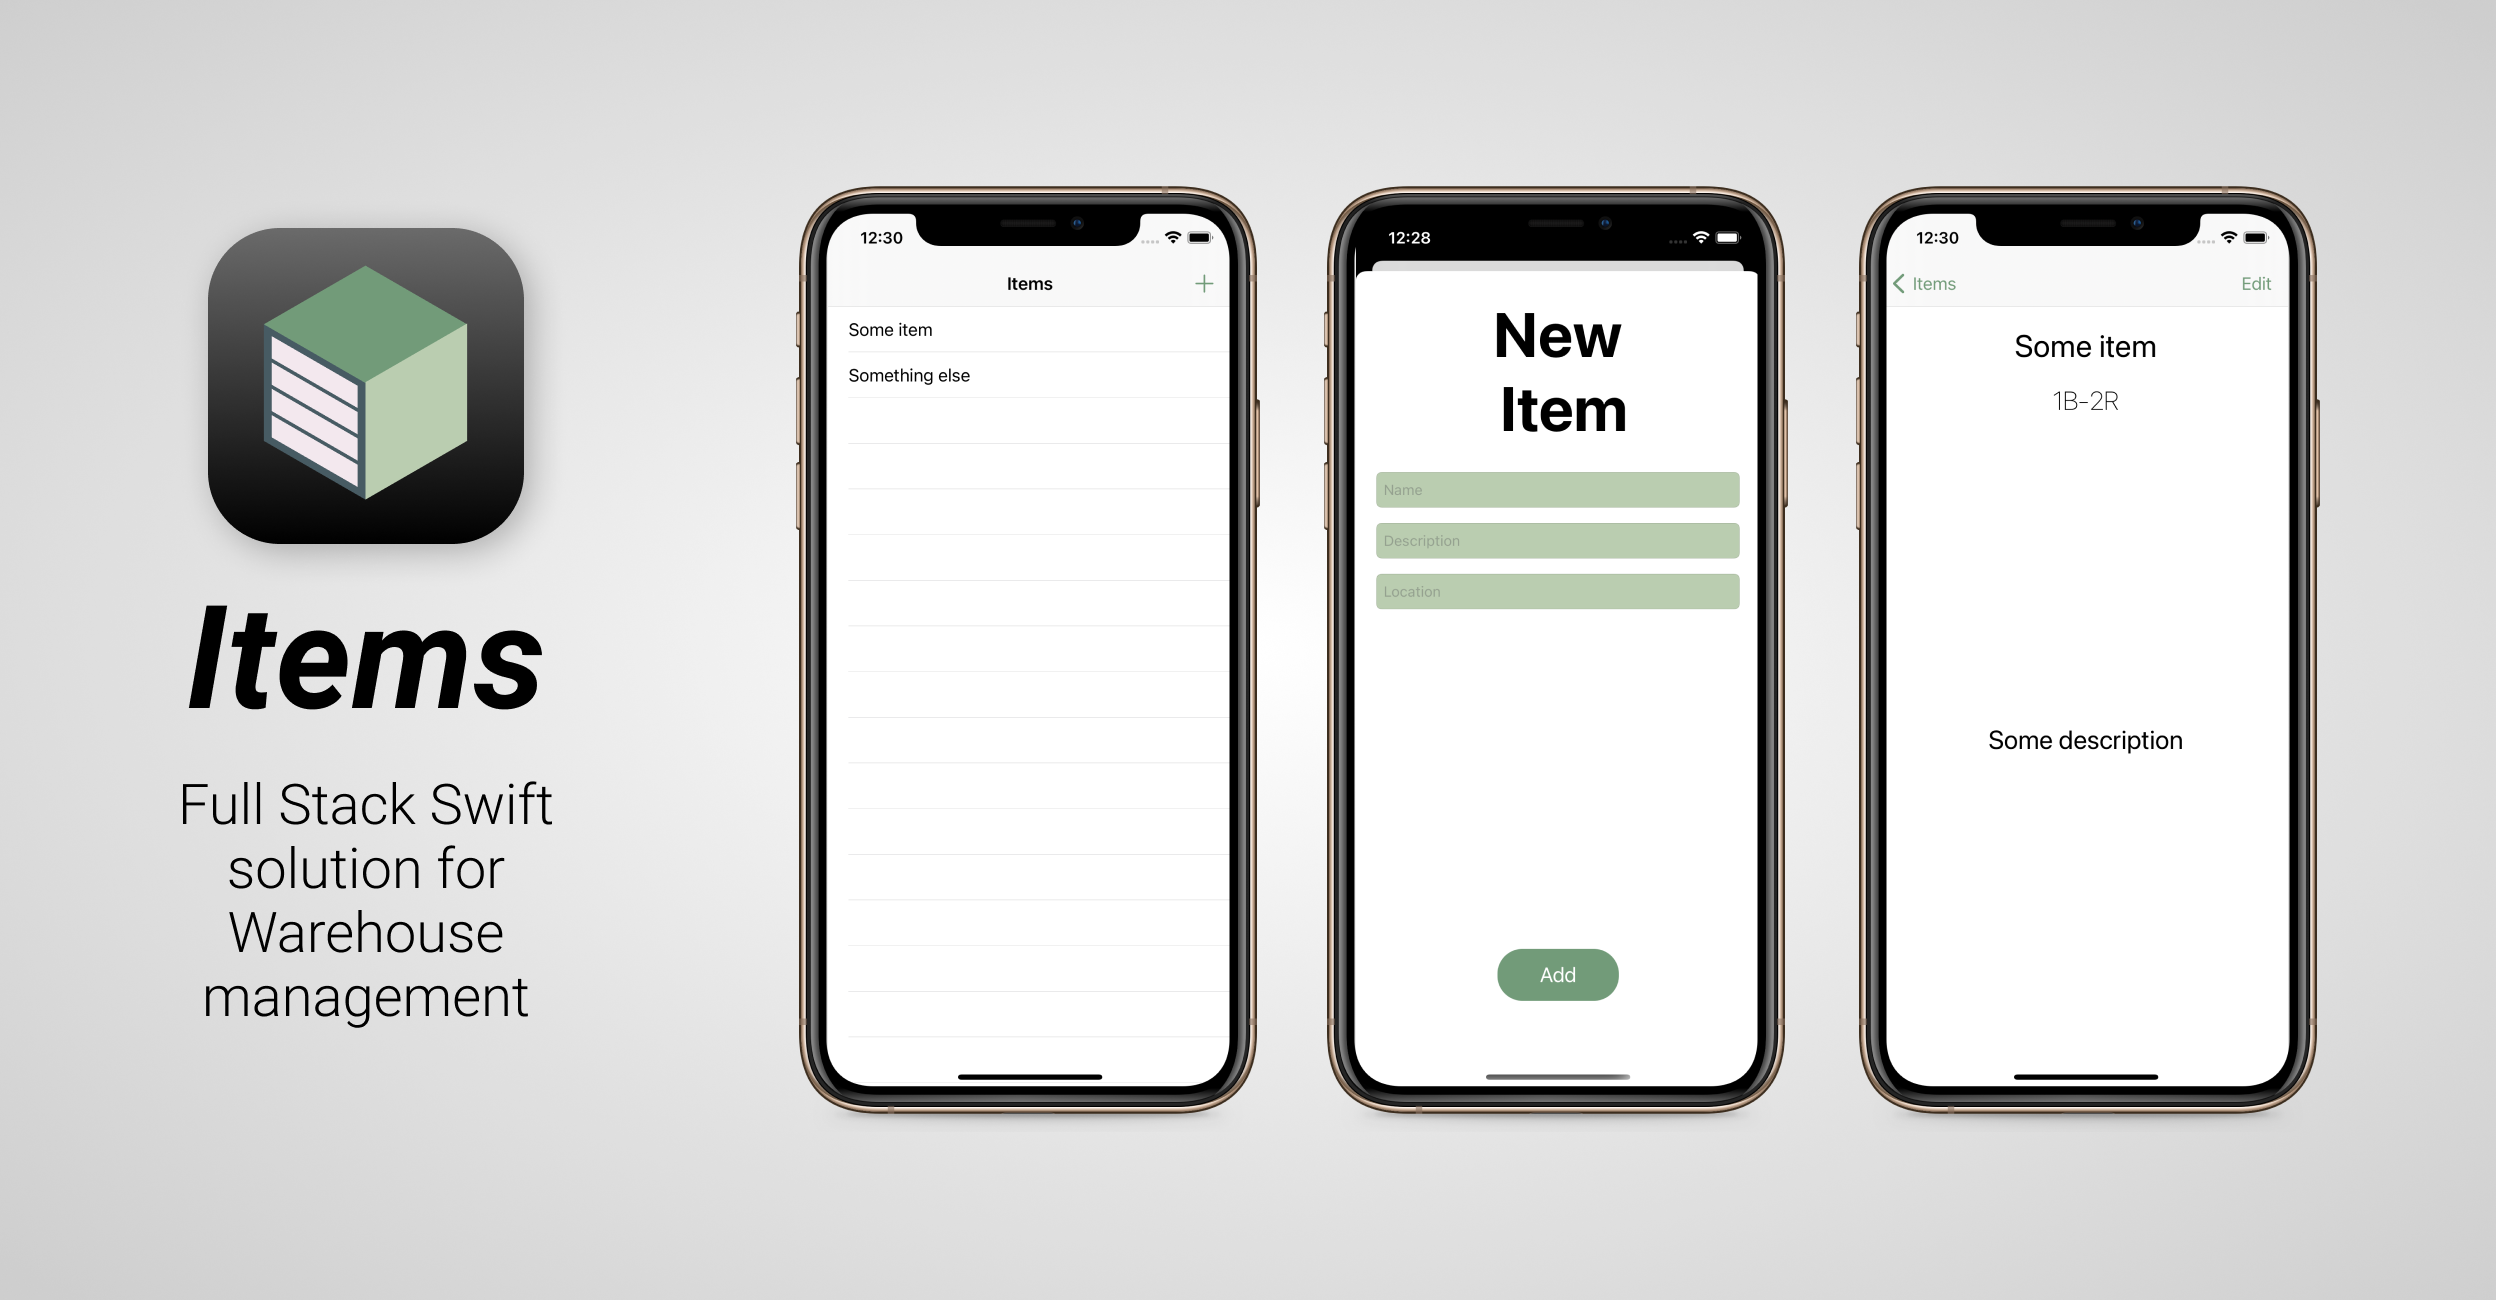 Items
Full Stack Swift
solution for
Warehouse
management
12:30
Items
Some item
Something else
12:28
New
Item
Name
Description
Location
Add
12:30
Items
Edit
Some item
1B-2R
Some description